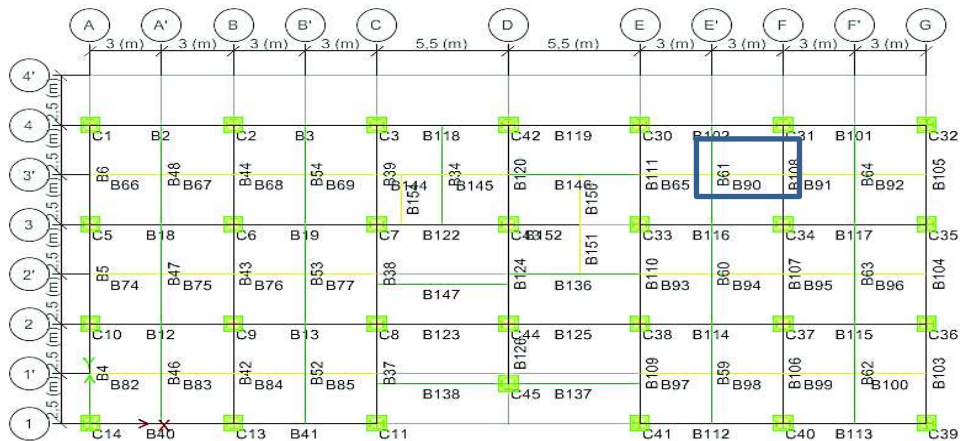 A A' B B' C D E E' F F' G
3 (m) 3 (m) 3 (m) 3 (m) 5,5 (m) 5,5 (m) 3 (m) 3 (m) 3 (m) 3 (m)
4'
2,5 (m)
4
C1 B2 C2 B3 C3 B118 C42 B119 C30 B102 C31 B101 C32
2,5 (m)
3'
B6 B48 B44 B54 B39 B34 B120 B150 B111 B61 B108 B64 B105
B66 B67 B68 B69 B144 B145 B146 B65 B90 B91 B92
2,5 (m)
3
C5 B18 C6 B19 C7 B122 B152 C33 B116 C34 B117 C35
2,5 (m)
2'
B5 B47 B43 B53 B38 B124 B151 B110 B60 B107 B63 B104
B74 B75 B76 B77 B136 B93 B94 B95 B96
B147
2,5 (m)
2
C10 B12 C9 B13 C8 B123 C44 B125 C38 B114 C37 B115 C36
2,5 (m)
1'
B4 B46 B42 B52 B37 B126 B109 B59 B106 B62 B103
B82 B83 B84 B85 B97 B98 B99 B100
B138 C45 B137
2,5 (m)
1
Y X
C14 B40 C13 B41 C11 C41 B112 C40 B113 C39